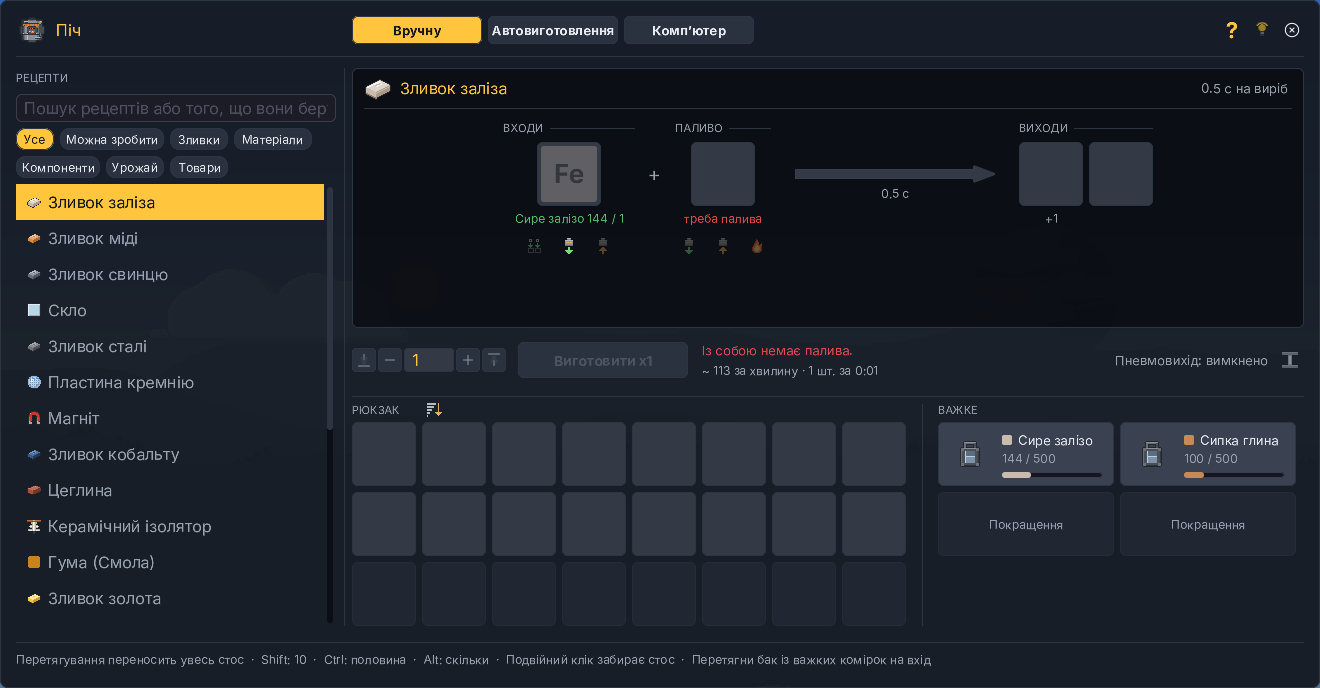 Піч
Вручну
Автовиготовлення
Комп'ютер
?
РЕЦЕПТИ
Пошук рецептів або того, що вони бер
Усе
Можна зробити
Зливки
Матеріали
Компоненти
Урожай
Товари
Зливок заліза
Зливок міді
Зливок свинцю
Скло
Зливок сталі
Пластина кремнію
Магніт
Зливок кобальту
Цеглина
Керамічний ізолятор
Гума (Смола)
Зливок золота
Зливок заліза
0.5 с на виріб
ВХОДИ
ПАЛИВО
ВИХОДИ
Fe
+
0.5 с
Сире залізо 144 / 1
треба палива
+1
− 1 +
Виготовити x1
Із собою немає палива.
~ 113 за хвилину · 1 шт. за 0:01
Пневмовихід: вимкнено
РЮКЗАК
ВАЖКЕ
Сире залізо
144 / 500
Сипка глина
100 / 500
Покращення
Покращення
Перетягування переносить увесь стос · Shift: 10 · Ctrl: половина · Alt: скільки · Подвійний клік забирає стос · Перетягни бак із важких комірок на вхід